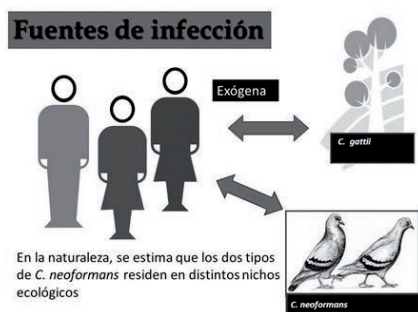 Fuentes de infección
Exógena
C. gattii
En la naturaleza, se estima que los dos tipos
de C. neoformans residen en distintos nichos
ecológicos
C. neoformans